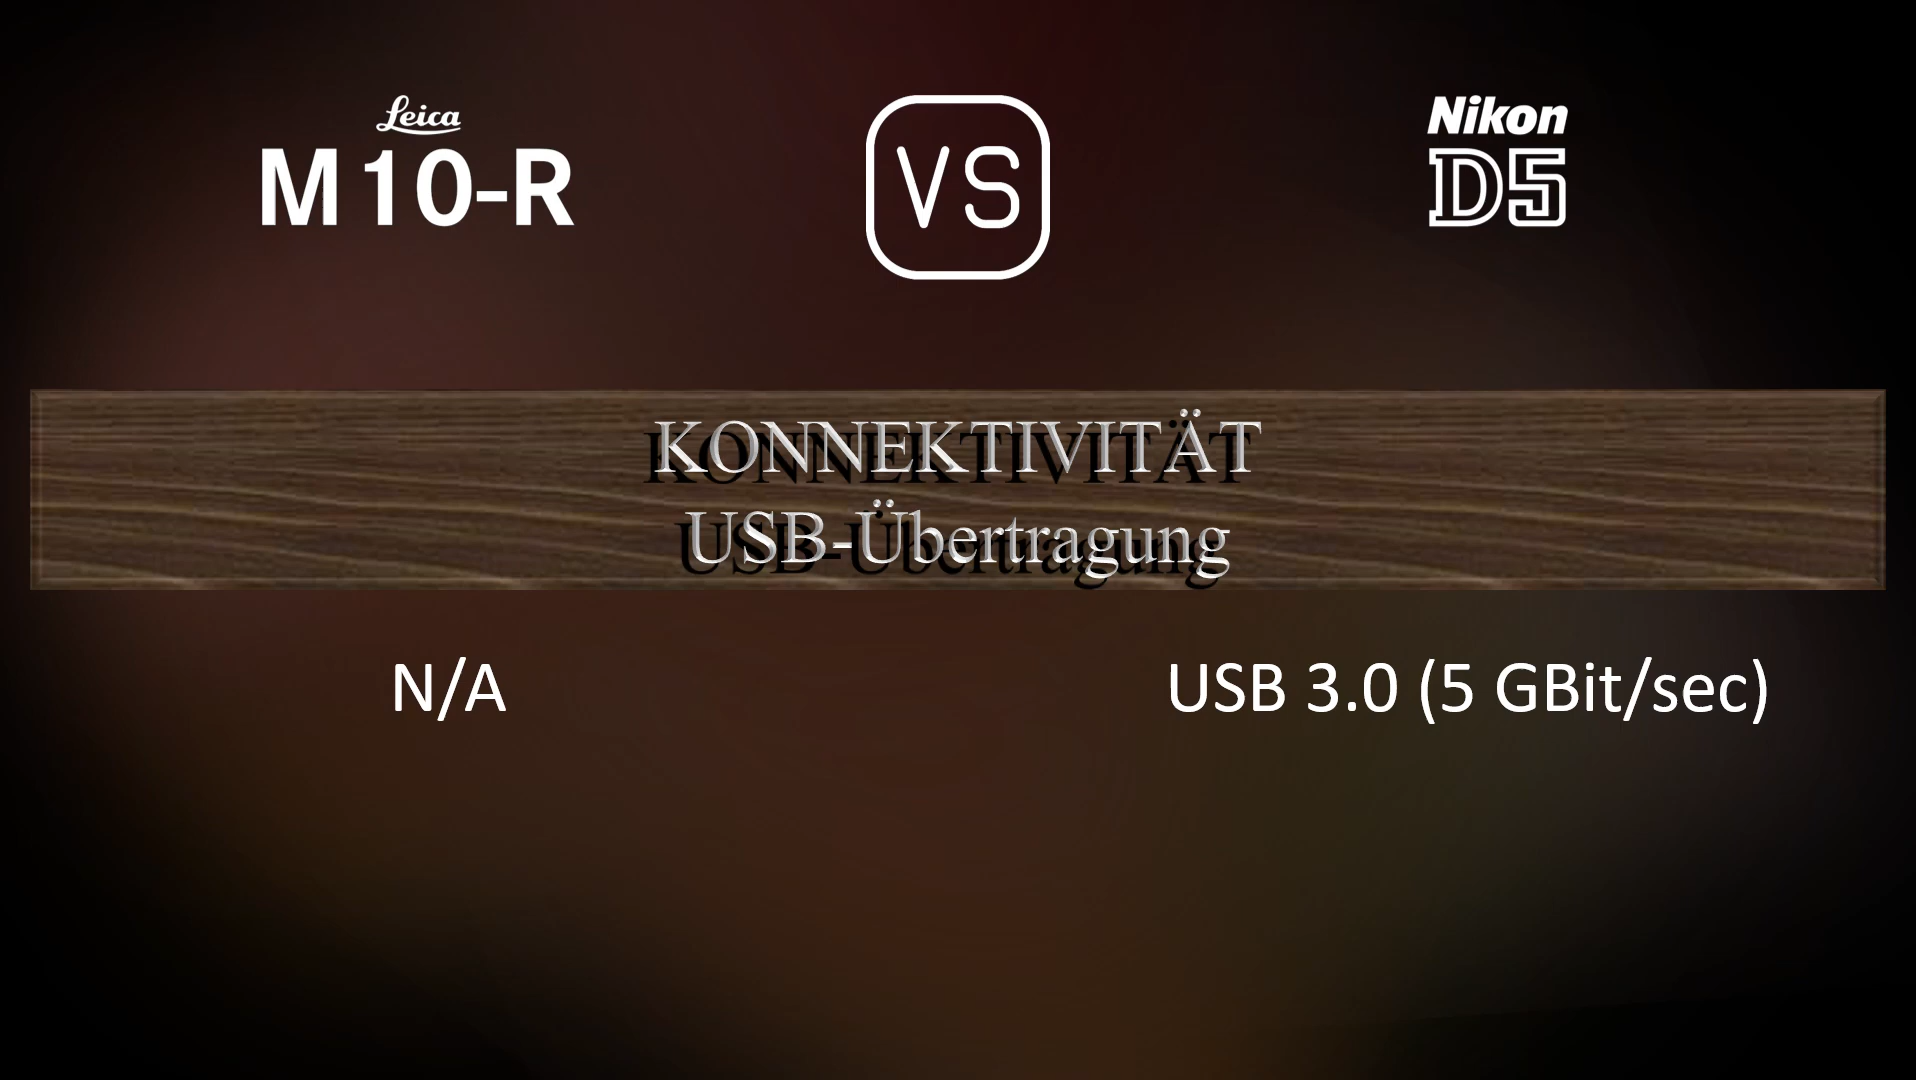 Leica
M10-R
VS
Nikon
D5
KONNEKTIVITÄT
USB-Übertragung
N/A
USB 3.0 (5 GBit/sec)